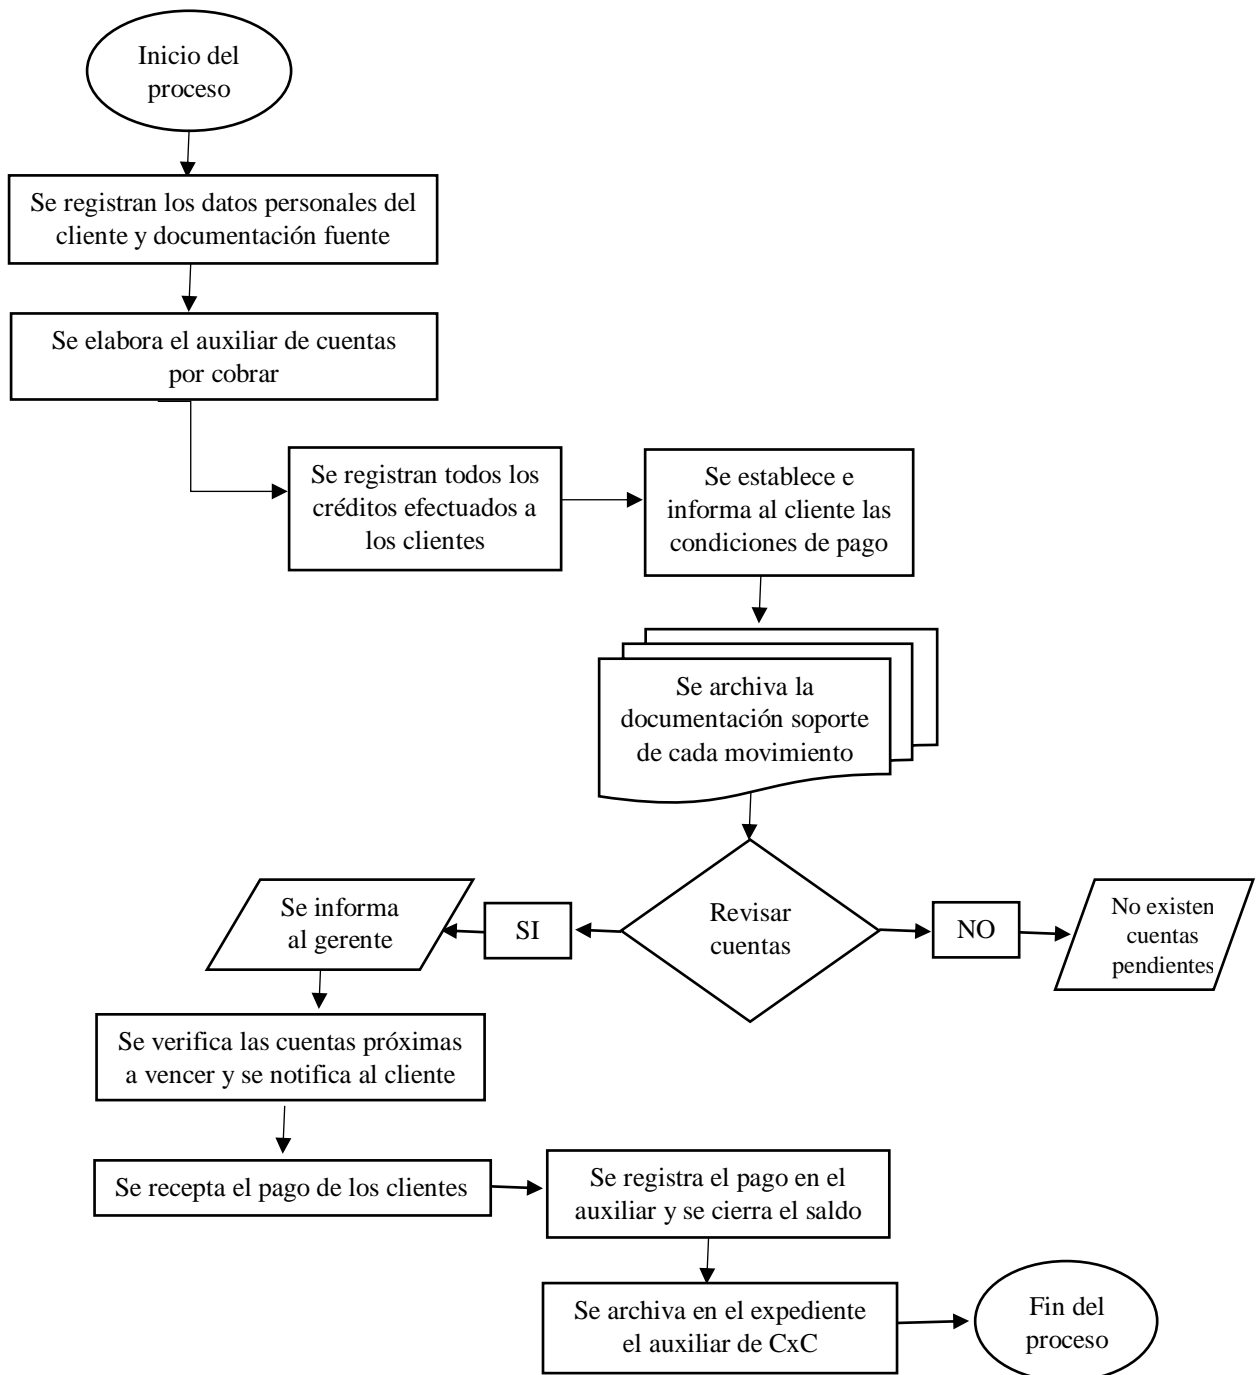 Inicio del
proceso
Se registran los datos personales del
cliente y documentación fuente
Se elabora el auxiliar de cuentas
por cobrar
Se registran todos los
créditos efectuados a
los clientes
Se establece e
informa al cliente las
condiciones de pago
Se archiva la
documentación soporte
de cada movimiento
Revisar
cuentas
SI
Se informa
al gerente
NO
No existen
cuentas
pendientes
Se verifica las cuentas próximas
a vencer y se notifica al cliente
Se recepta el pago de los clientes
Se registra el pago en el
auxiliar y se cierra el saldo
Se archiva en el expediente
el auxiliar de CxC
Fin del
proceso